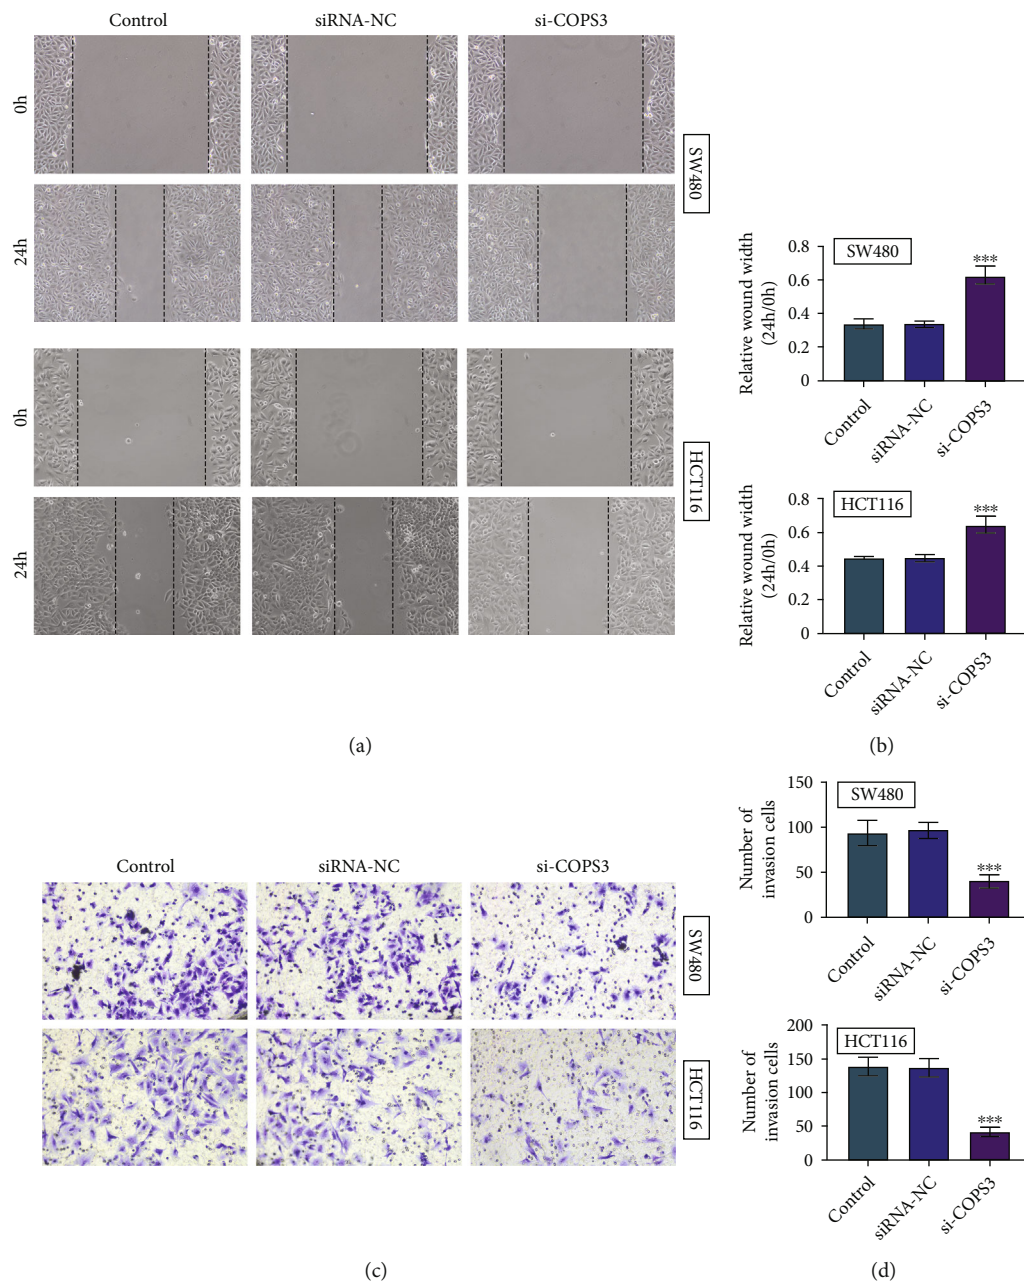 Control siRNA-NC si-COPS3
0h
SW480
24h
0h
HCT116
24h
(a)
0.8
0.6
0.4
0.2
0
Relative wound width
(24h/0h)
SW480
***
Control
siRNA-NC
si-COPS3
0.8
0.6
0.4
0.2
0
Relative wound width
(24h/0h)
HCT116
***
Control
siRNA-NC
si-COPS3
(b)
Control siRNA-NC si-COPS3
SW480
HCT116
(c)
150
100
50
0
Number of
invasion cells
SW480
***
Control
siRNA-NC
si-COPS3
200
150
100
50
0
Number of
invasion cells
HCT116
***
Control
siRNA-NC
si-COPS3
(d)